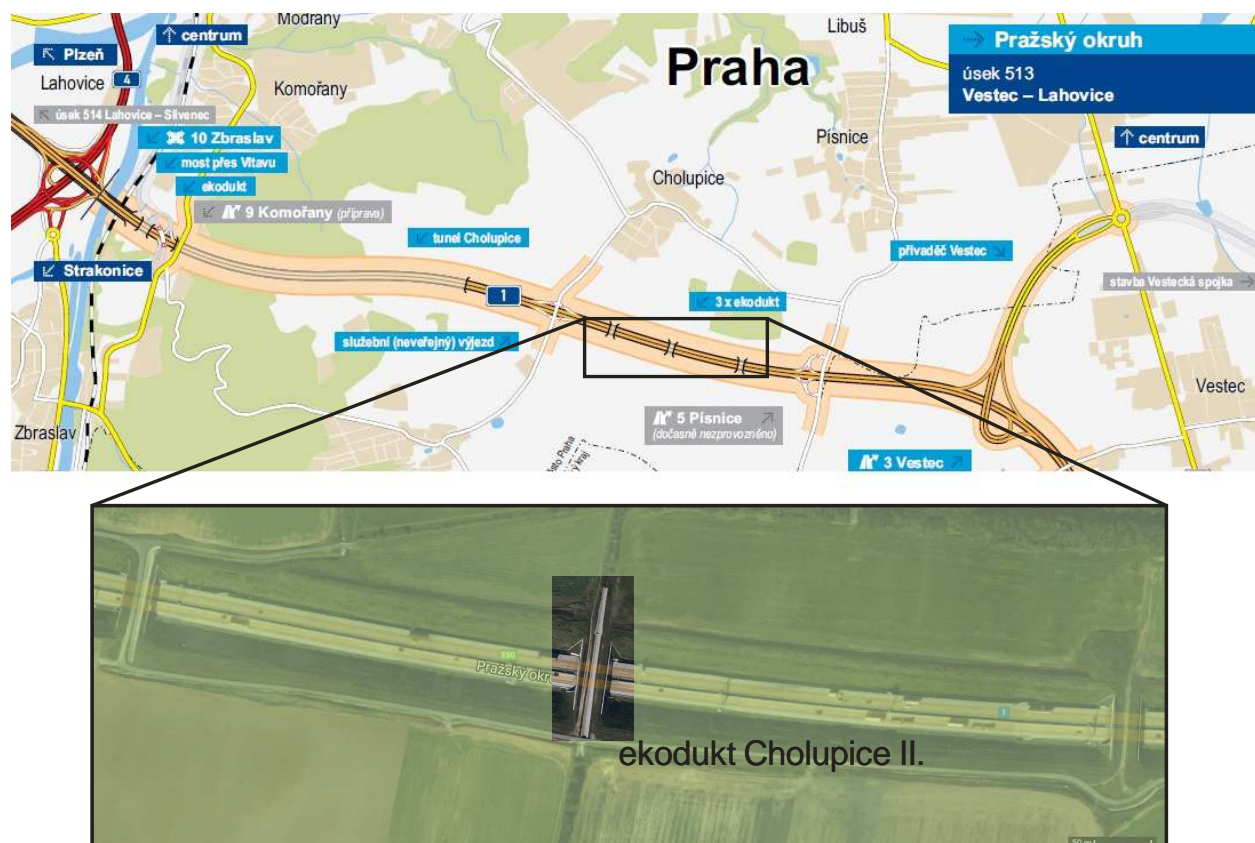 Modřany
centrum
Plzeň
Lahovice
4
Komořany
úsek 514 Lahovice – Slivenec
10 Zbraslav
most přes Vltavu
ekodukt
9 Komořany (příprava)
Strakonice
Zbraslav
tunel Cholupice
1
služební (neveřejný) výjezd
Praha
Libuš
Písnice
Cholupice
3 x ekodukt
5 Písnice
(dočasně nezprovozněno)
Pražský okruh
úsek 513
Vestec – Lahovice
centrum
přivaděč Vestec
stavba Vestecká spojka
Vestec
3 Vestec
Praha
kraj
Pražský okr
1
ekodukt Cholupice II.